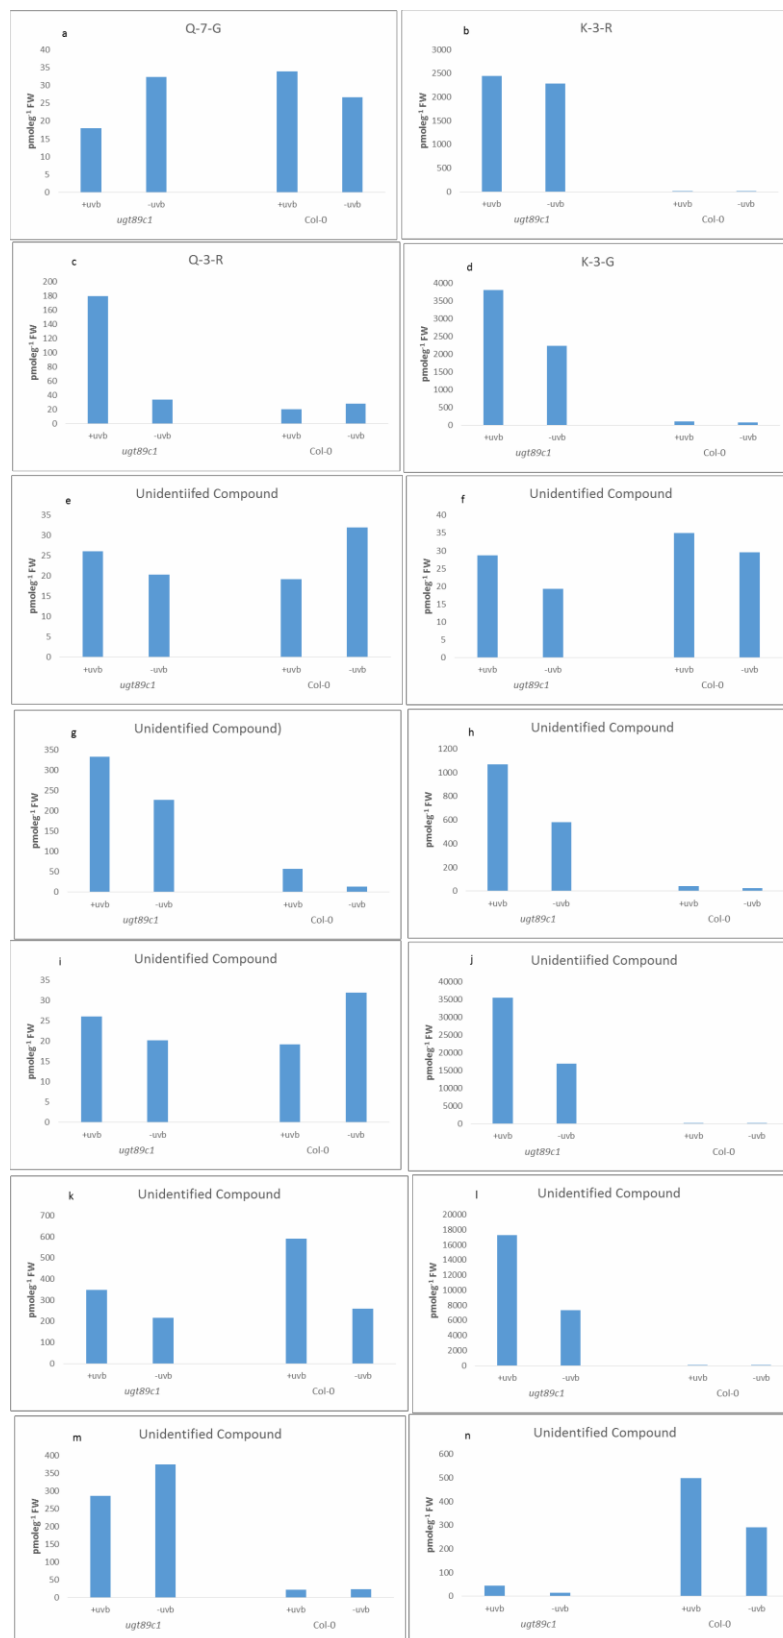 a
Q-7-G
pmoleg⁻¹ FW
40
35
30
25
20
15
10
5
0
+uvb
-uvb
+uvb
-uvb
ugt89c1
Col-0
b
K-3-R
pmoleg⁻¹ FW
3000
2500
2000
1500
1000
500
0
+uvb
-uvb
+uvb
-uvb
ugt89c1
Col-0
c
Q-3-R
pmoleg⁻¹ FW
200
180
160
140
120
100
80
60
40
20
0
+uvb
-uvb
+uvb
-uvb
ugt89c1
Col-0
d
K-3-G
pmoleg⁻¹ FW
4000
3500
3000
2500
2000
1500
1000
500
0
+uvb
-uvb
+uvb
-uvb
ugt89c1
Col-0
e
Unidentiifed Compound
pmoleg⁻¹ FW
35
30
25
20
15
10
5
0
+uvb
-uvb
+uvb
-uvb
ugt89c1
Col-0
f
Unidentified Compound
pmoleg⁻¹ FW
40
35
30
25
20
15
10
5
0
+uvb
-uvb
+uvb
-uvb
ugt89c1
Col-0
g
Unidentified Compound)
pmoleg⁻¹ FW
350
300
250
200
150
100
50
0
+uvb
-uvb
+uvb
-uvb
ugt89c1
Col-0
h
Unidentified Compound
pmoleg⁻¹ FW
1200
1000
800
600
400
200
0
+uvb
-uvb
+uvb
-uvb
ugt89c1
Col-0
i
Unidentified Compound
pmoleg⁻¹ FW
35
30
25
20
15
10
5
0
+uvb
-uvb
+uvb
-uvb
ugt89c1
Col-0
j
Unidentiified Compound
pmoleg⁻¹ FW
40000
35000
30000
25000
20000
15000
10000
5000
0
+uvb
-uvb
+uvb
-uvb
ugt89c1
Col-0
k
Unidentified Compound
pmoleg⁻¹ FW
700
600
500
400
300
200
100
0
+uvb
-uvb
+uvb
-uvb
ugt89c1
Col-0
l
Unidentified Compound
pmoleg⁻¹ FW
20000
18000
16000
14000
12000
10000
8000
6000
4000
2000
0
+uvb
-uvb
+uvb
-uvb
ugt89c1
Col-0
m
Unidentified Compound
pmoleg⁻¹ FW
400
350
300
250
200
150
100
50
0
+uvb
-uvb
+uvb
-uvb
ugt89c1
Col-0
n
Unidentified Compound
pmoleg⁻¹ FW
600
500
400
300
200
100
0
+uvb
-uvb
+uvb
-uvb
ugt89c1
Col-0